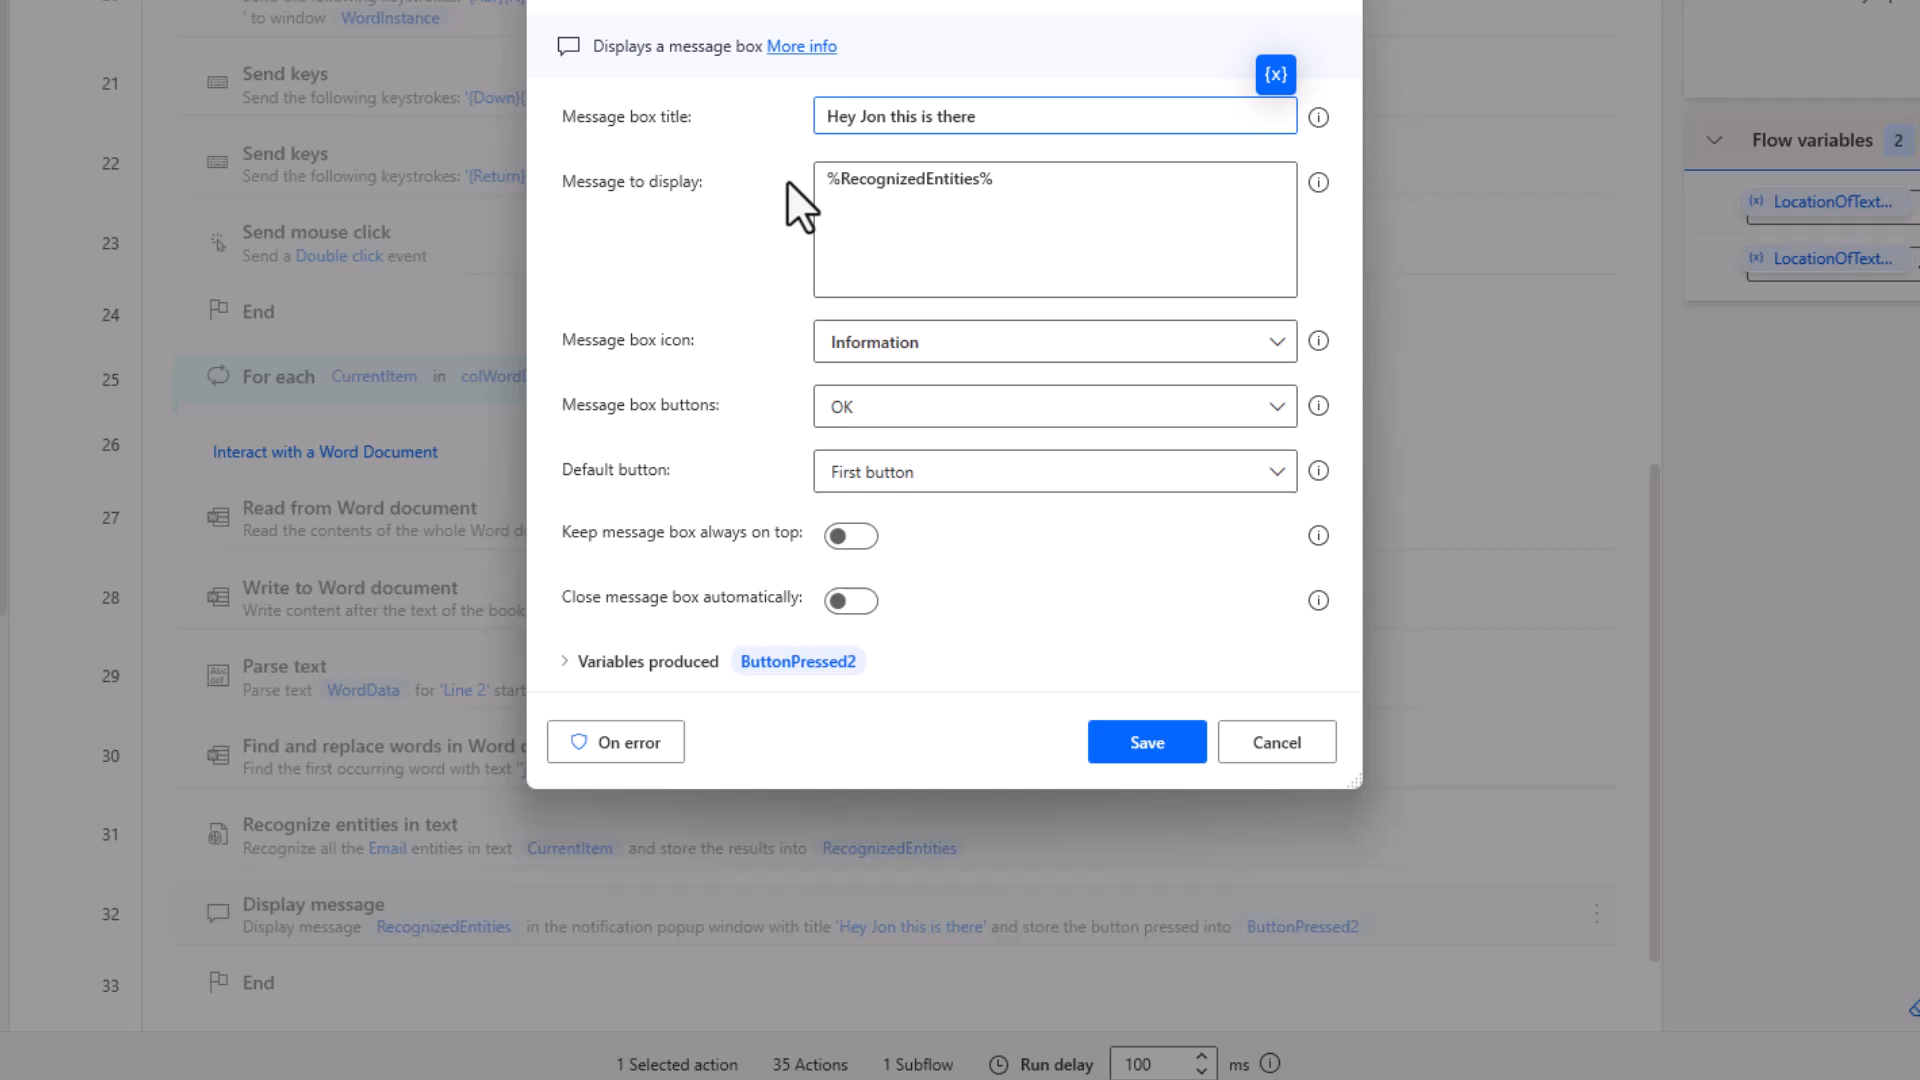 ' to window WordInstance
21
Send keys
Send the following keystrokes: '{Down}{
22
Send keys
Send the following keystrokes: '{Return}
23
Send mouse click
Send a Double click event
24
End
25
For each CurrentItem in colWordD
26
Interact with a Word Document
27
Read from Word document
Read the contents of the whole Word d
28
Write to Word document
Write content after the text of the book
29
Parse text
Parse text WordData for 'Line 2' start
30
Find and replace words in Word
Find the first occurring word with text
31
Recognize entities in text
Recognize all the Email entities in text CurrentItem and store the results into RecognizedEntities
32
Display message
Display message RecognizedEntities in the notification popup window with title 'Hey Jon this is there' and store the button pressed into ButtonPressed2
33
End
Displays a message box More info
{x}
Message box title:
Hey Jon this is there
Message to display:
%RecognizedEntities%
Message box icon:
Information
Message box buttons:
OK
Default button:
First button
Keep message box always on top:
Close message box automatically:
Variables produced ButtonPressed2
On error
Save
Cancel
Flow variables 2
(x) LocationOfText...
(x) LocationOfText...
1 Selected action 35 Actions 1 Subflow Run delay 100 ms